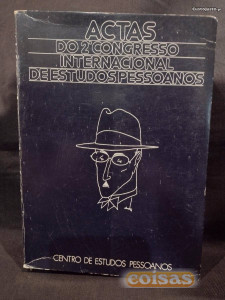 ACTAS
DO 2º CONGRESSO
INTERNACIONAL
DE ESTUDOS PESSOANOS
CENTRO DE ESTUDOS PESSOANOS
coisas